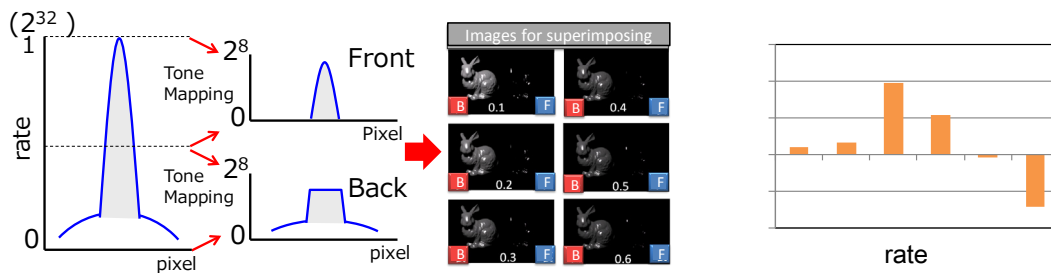 (2³²)
1
rate
0
pixel
Tone
Mapping
Tone
Mapping
2⁸
Front
0
Pixel
2⁸
Back
0
pixel
Images for superimposing
B 0.1 F
B 0.4 F
B 0.2 F
B 0.5 F
B 0.3 F
B 0.6 F
rate